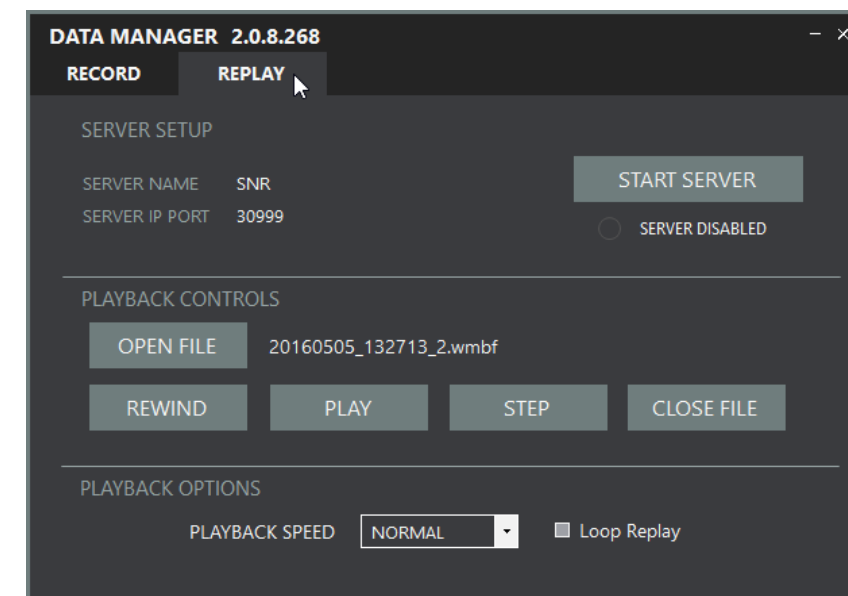 DATA MANAGER 2.0.8.268
RECORD REPLAY
SERVER SETUP
SERVER NAME SNR
START SERVER
SERVER IP PORT 30999
SERVER DISABLED
PLAYBACK CONTROLS
OPEN FILE 20160505_132713_2.wmbf
REWIND PLAY STEP CLOSE FILE
PLAYBACK OPTIONS
PLAYBACK SPEED NORMAL Loop Replay